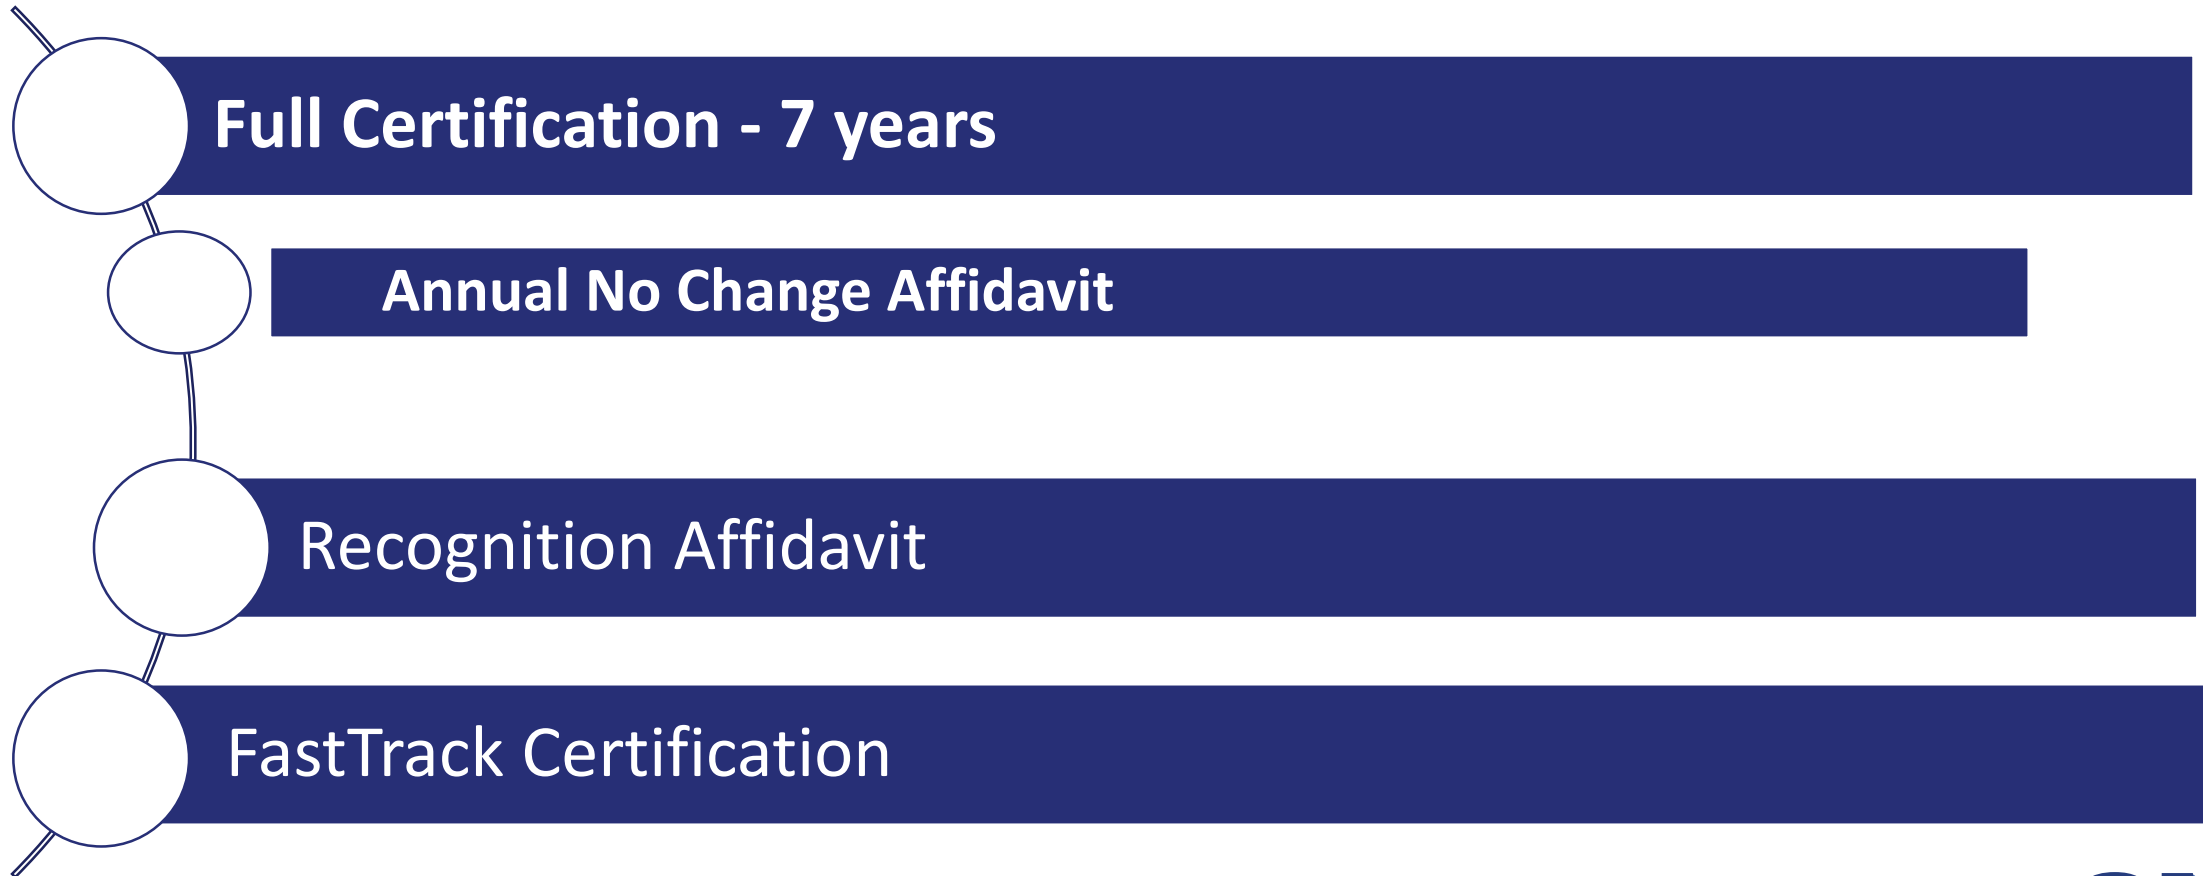 Full Certification - 7 years
Annual No Change Affidavit
Recognition Affidavit
FastTrack Certification